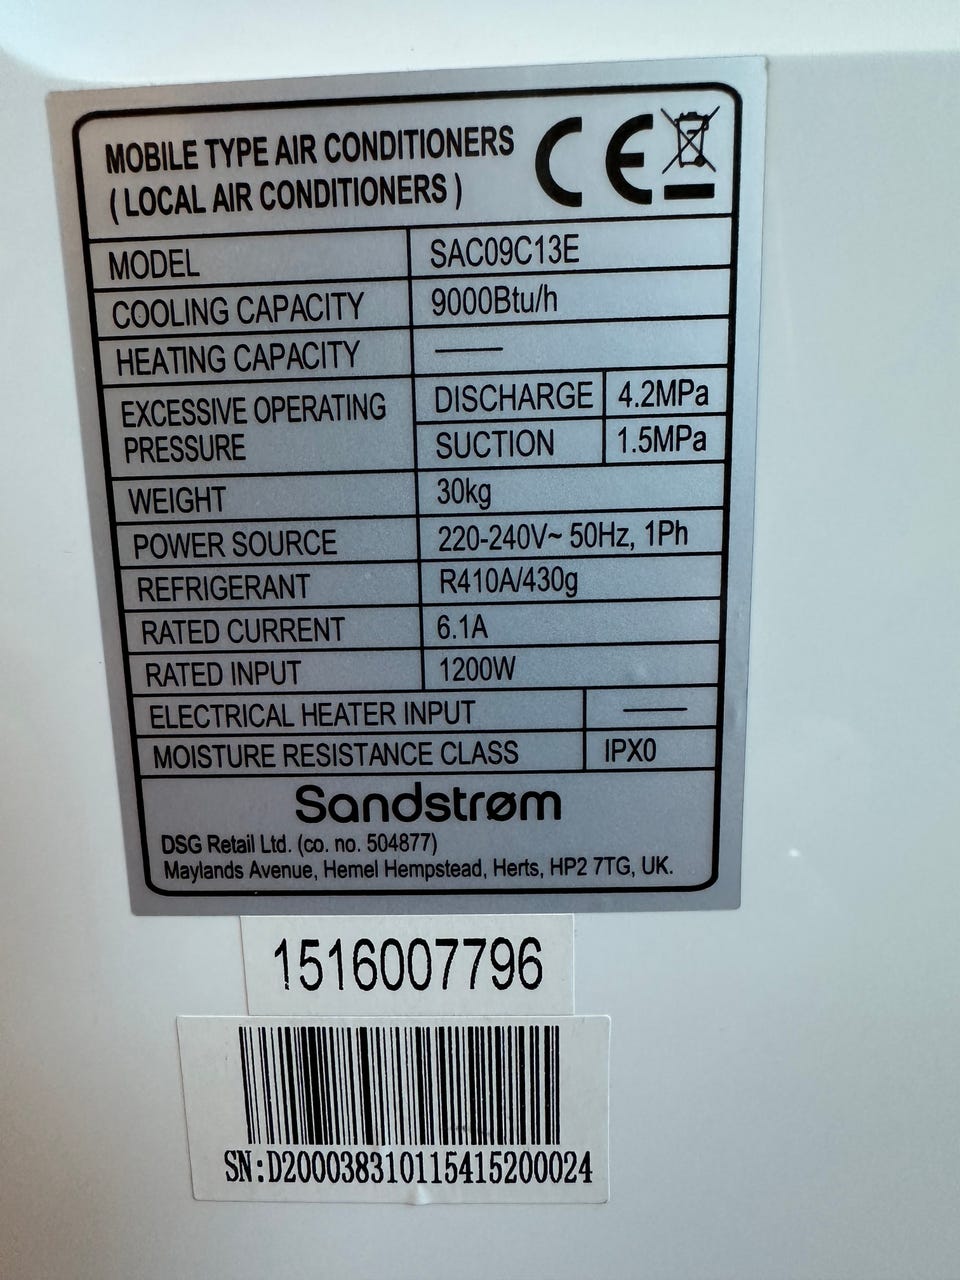 MOBILE TYPE AIR CONDITIONERS
( LOCAL AIR CONDITIONERS )
CE
MODEL SAC09C13E
COOLING CAPACITY 9000Btu/h
HEATING CAPACITY ——
EXCESSIVE OPERATING PRESSURE DISCHARGE 4.2MPa
SUCTION 1.5MPa
WEIGHT 30kg
POWER SOURCE 220-240V~ 50Hz, 1Ph
REFRIGERANT R410A/430g
RATED CURRENT 6.1A
RATED INPUT 1200W
ELECTRICAL HEATER INPUT ——
MOISTURE RESISTANCE CLASS IPX0
Sandstrøm
DSG Retail Ltd. (co. no. 504877)
Maylands Avenue, Hemel Hempstead, Herts, HP2 7TG, UK.
1516007796
SN:D200038310115415200024